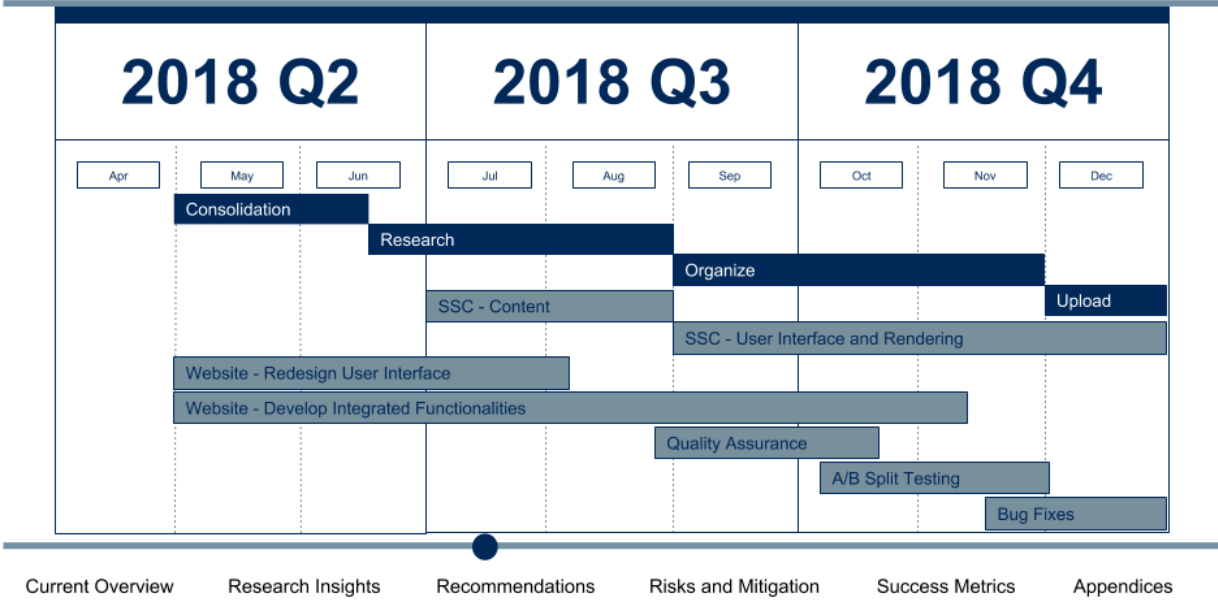 2018 Q2 2018 Q3 2018 Q4
Apr May Jun Jul Aug Sep Oct Nov Dec
Consolidation
Research
Organize
Upload
SSC - Content
SSC - User Interface and Rendering
Website - Redesign User Interface
Website - Develop Integrated Functionalities
Quality Assurance
A/B Split Testing
Bug Fixes
Current Overview Research Insights Recommendations Risks and Mitigation Success Metrics Appendices